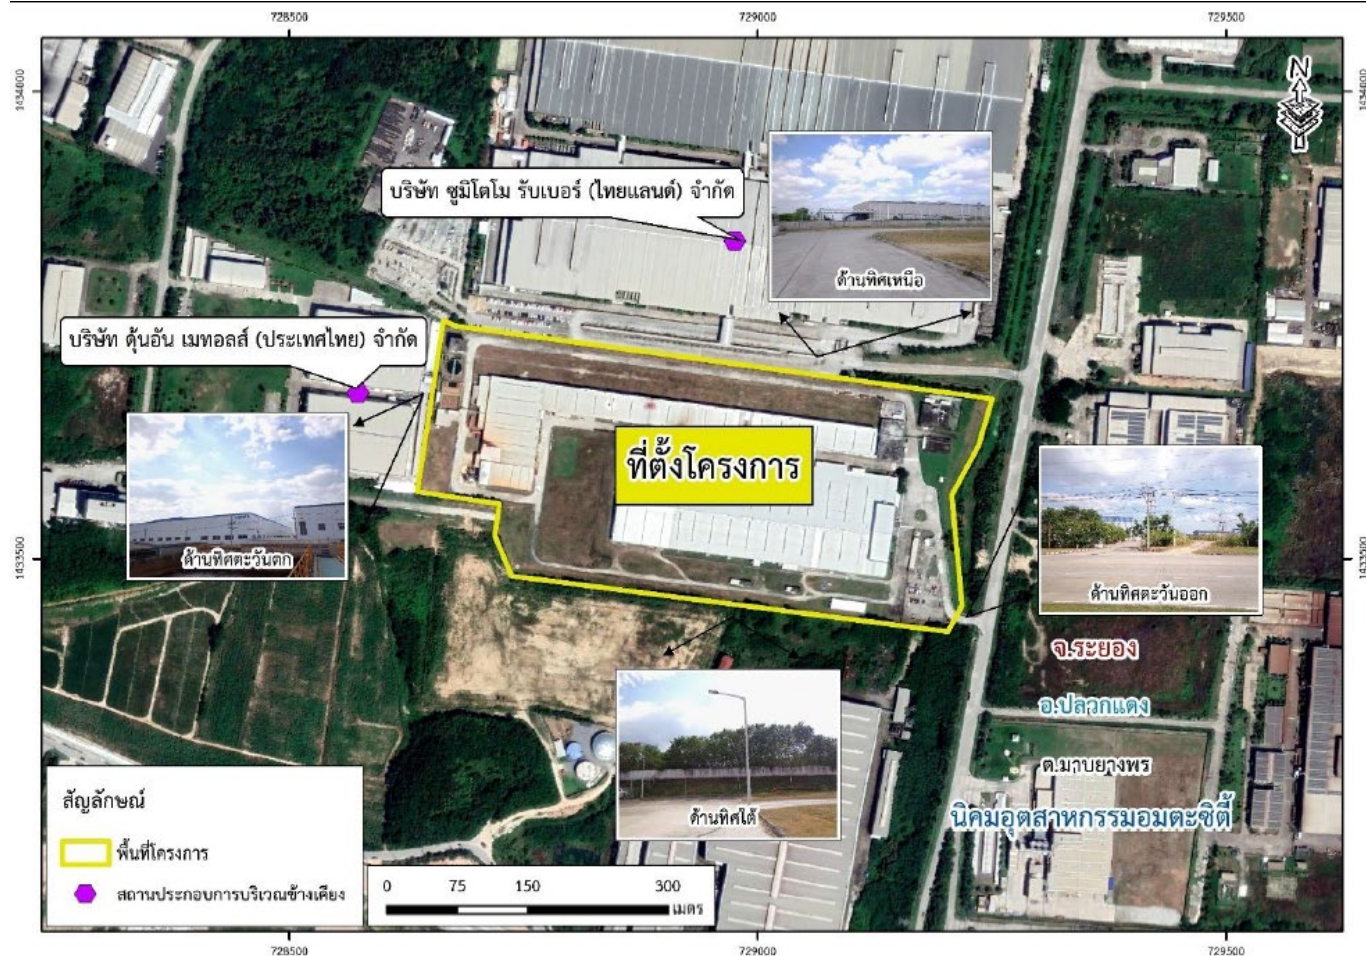 728500
729000
729500
1434000
1434000
N
บริษัท ซูมิโตโม รับเบอร์ (ไทยแลนด์) จำกัด
ด้านทิศเหนือ
บริษัท ดุ้นอัน เมทอลส์ (ประเทศไทย) จำกัด
ที่ตั้งโครงการ
ด้านทิศตะวันตก
ด้านทิศตะวันออก
1433500
1433500
จ.ระยอง
อ.ปลวกแดง
ต.มาบยางพร
นิคมอุตสาหกรรมอมตะซิตี้
ด้านทิศใต้
สัญลักษณ์
พื้นที่โครงการ
สถานประกอบการบริเวณข้างเคียง
0 75 150 300
เมตร
728500
729000
729500